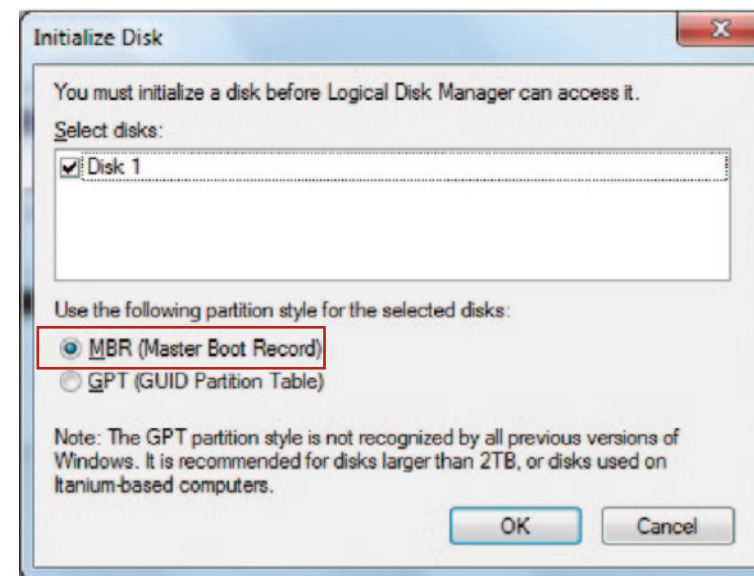 Initialize Disk
You must initialize a disk before Logical Disk Manager can access it.
Select disks:
Disk 1
Use the following partition style for the selected disks:
MBR (Master Boot Record)
GPT (GUID Partition Table)
Note: The GPT partition style is not recognized by all previous versions of
Windows. It is recommended for disks larger than 2TB, or disks used on
Itanium-based computers.
OK Cancel